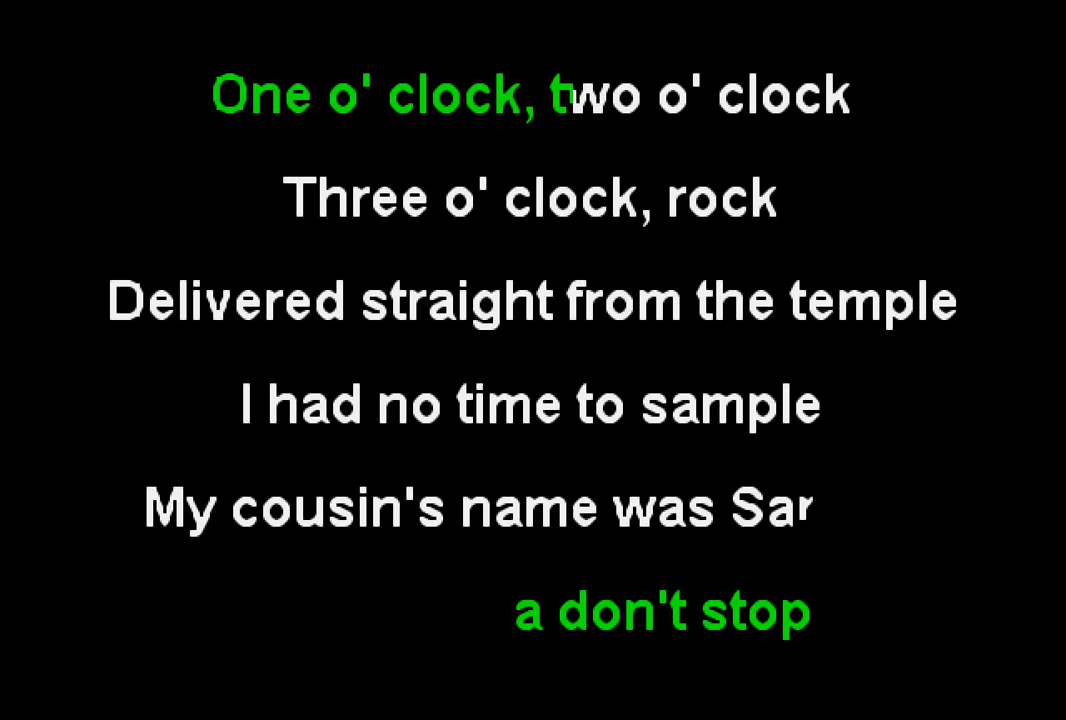 One o' clock, two o' clock
Three o' clock, rock
Delivered straight from the temple
I had no time to sample
My cousin's name was
a don't stop